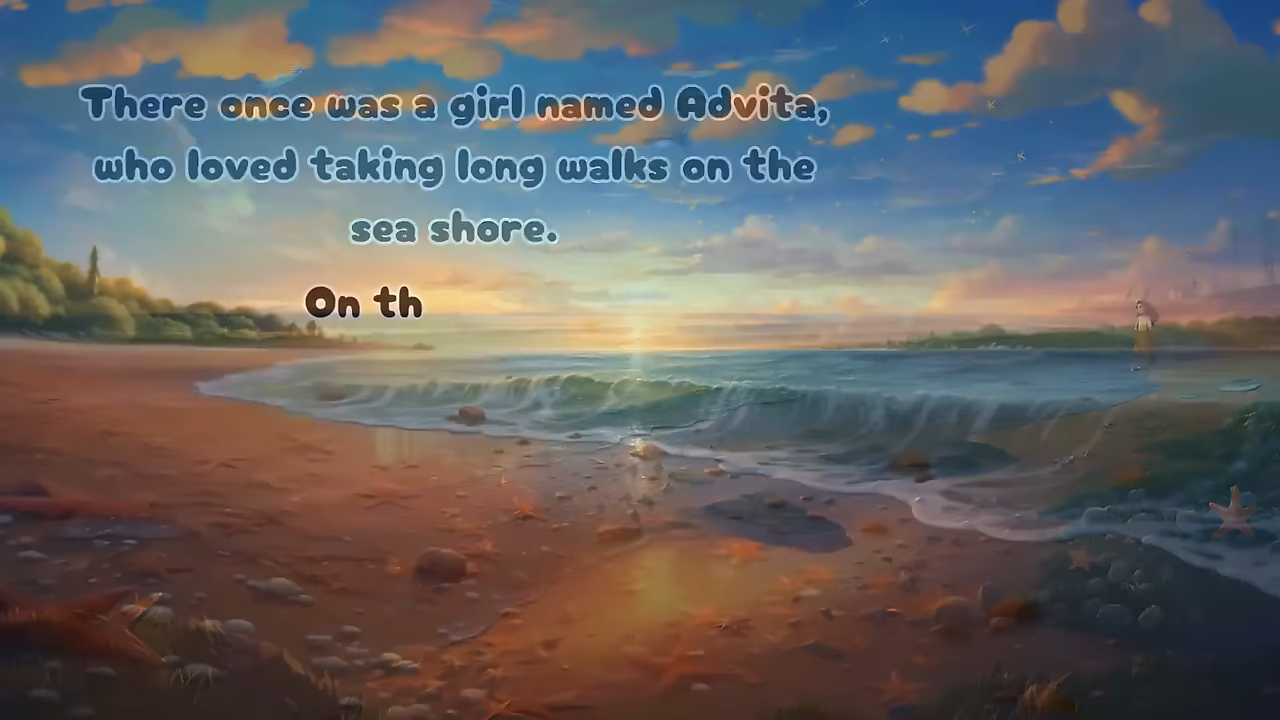 There once was a girl named Advita,
who loved taking long walks on the
sea shore.
On th